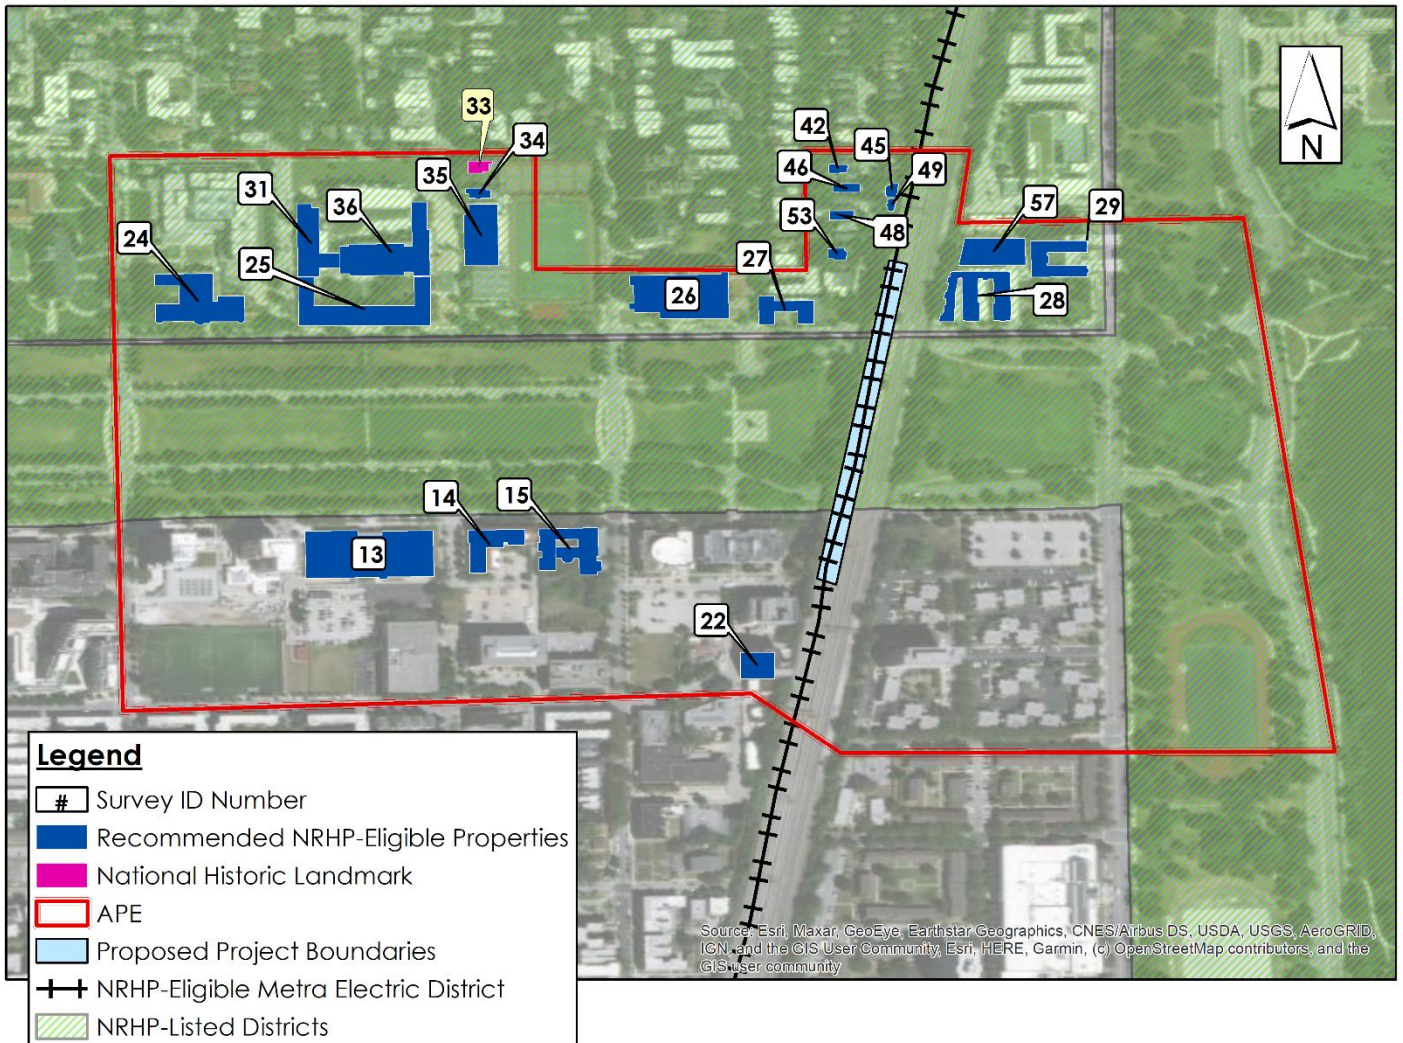 N
33
34
42
45
46
49
35
31
36
57
29
24
53
48
25
27
26
28
14
15
13
22
Legend
# Survey ID Number
Recommended NRHP-Eligible Properties
National Historic Landmark
APE
Proposed Project Boundaries
NRHP-Eligible Metra Electric District
NRHP-Listed Districts
Source: Esri, Maxar, GeoEye, Earthstar Geographics, CNES/Airbus DS, USDA, USGS, AeroGRID,
IGN, and the GIS User Community, Esri, HERE, Garmin, (c) OpenStreetMap contributors, and the
GIS user community